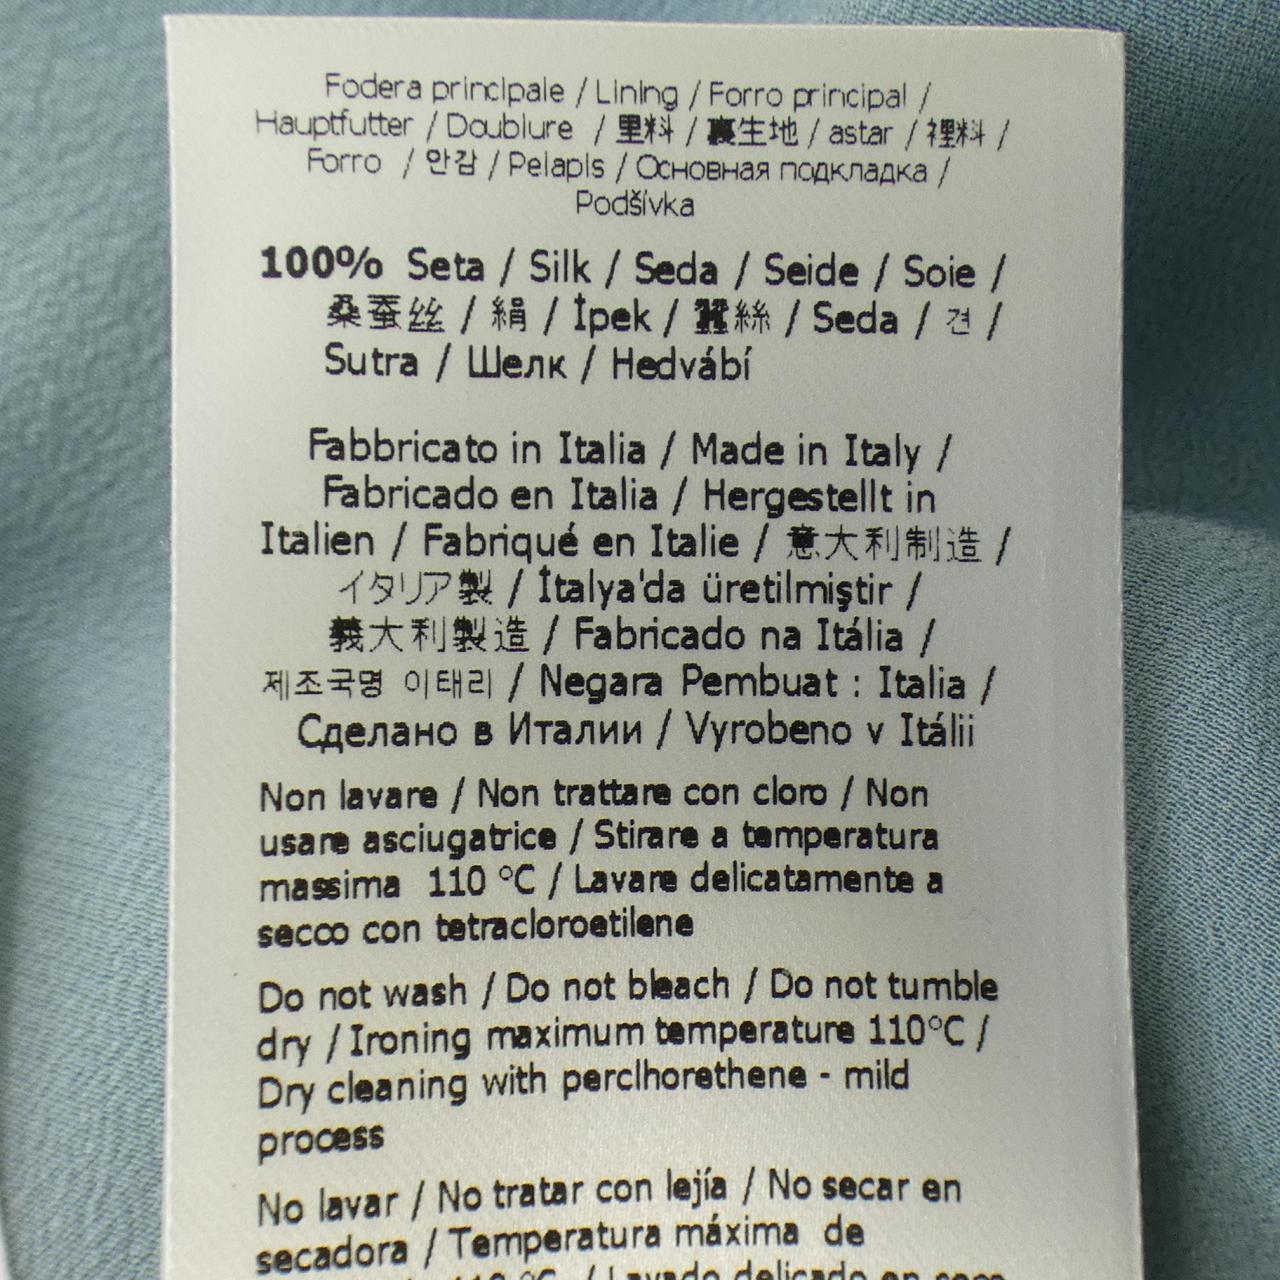 Fodera principale / Lining / Forro principal /
Hauptfutter / Doublure / 里料 / 裏生地 / astar / 裡料 /
Forro / 안감 / Pelapis / Основная подкладка /
Podšívka
100% Seta / Silk / Seda / Seide / Soie /
桑蚕丝 / 絹 / İpek / 蠶絲 / Seda / 견 /
Sutra / Шелк / Hedvábí
Fabbricato in Italia / Made in Italy /
Fabricado en Italia / Hergestellt in
Italien / Fabriqué en Italie / 意大利制造 /
イタリア製 / İtalya'da üretilmiştir /
義大利製造 / Fabricado na Itália /
제조국명 이태리 / Negara Pembuat : Italia /
Сделано в Италии / Vyrobeno v Itálii
Non lavare / Non trattare con cloro / Non
usare asciugatrice / Stirare a temperatura
massima 110 °C / Lavare delicatamente a
secco con tetracloroetilene
Do not wash / Do not bleach / Do not tumble
dry / Ironing maximum temperature 110°C /
Dry cleaning with perclhorethene - mild
process
No lavar / No tratar con lejía / No secar en
secadora / Temperatura máxima de
110 °C / Lavado delicado en seco